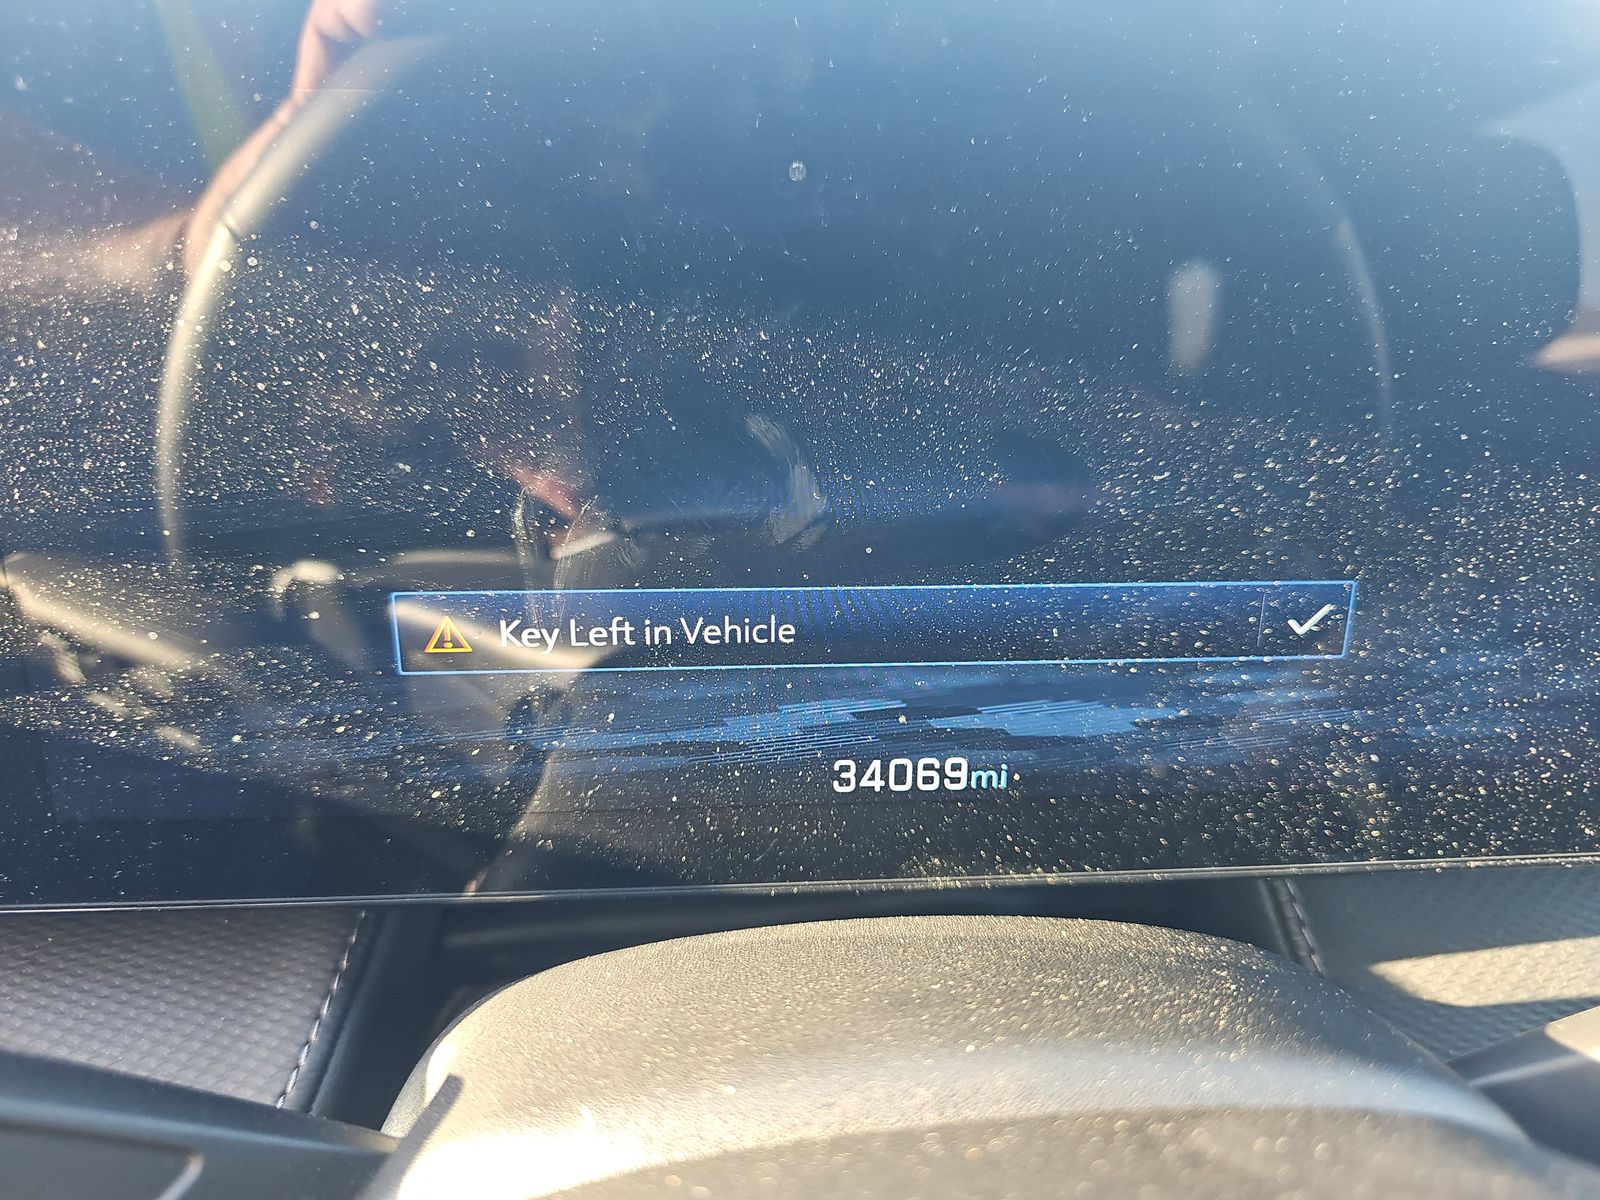 Key Left in Vehicle
34069mi